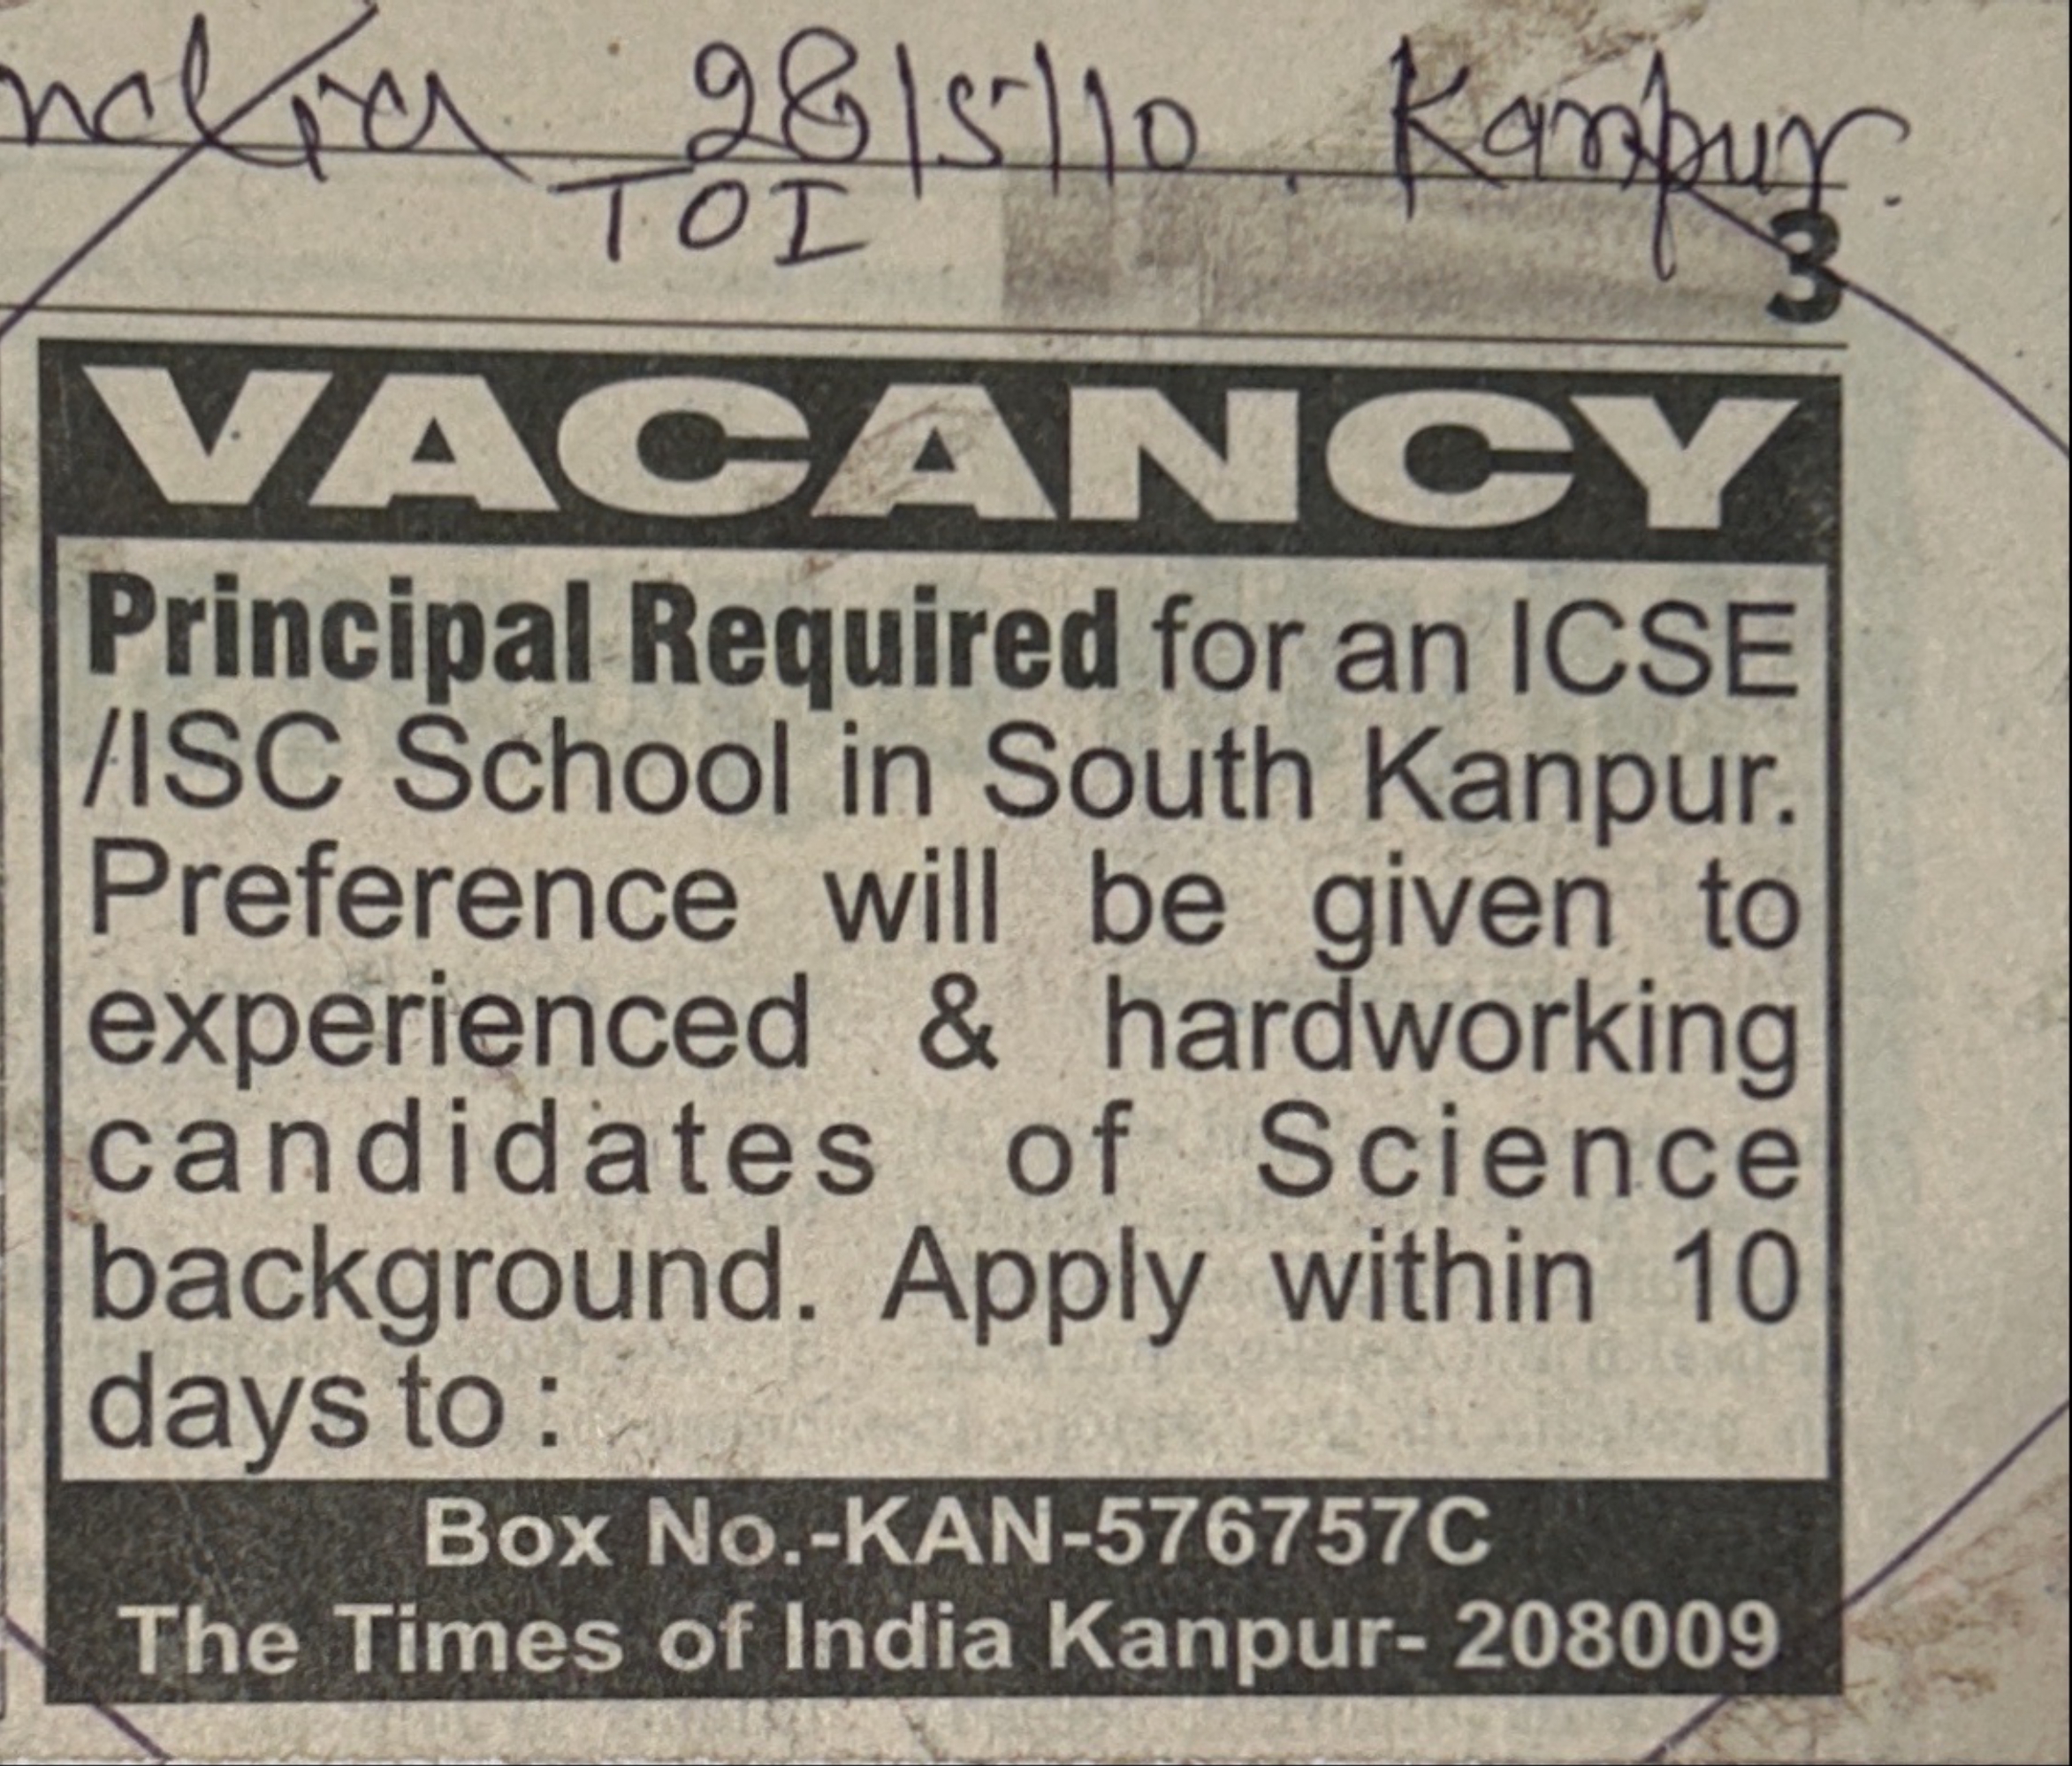 28/5/10. Kanpur.
TOI
3
VACANCY
Principal Required for an ICSE
/ISC School in South Kanpur.
Preference will be given to
experienced & hardworking
candidates of Science
background. Apply within 10
days to :
Box No.-KAN-576757C
The Times of India Kanpur- 208009